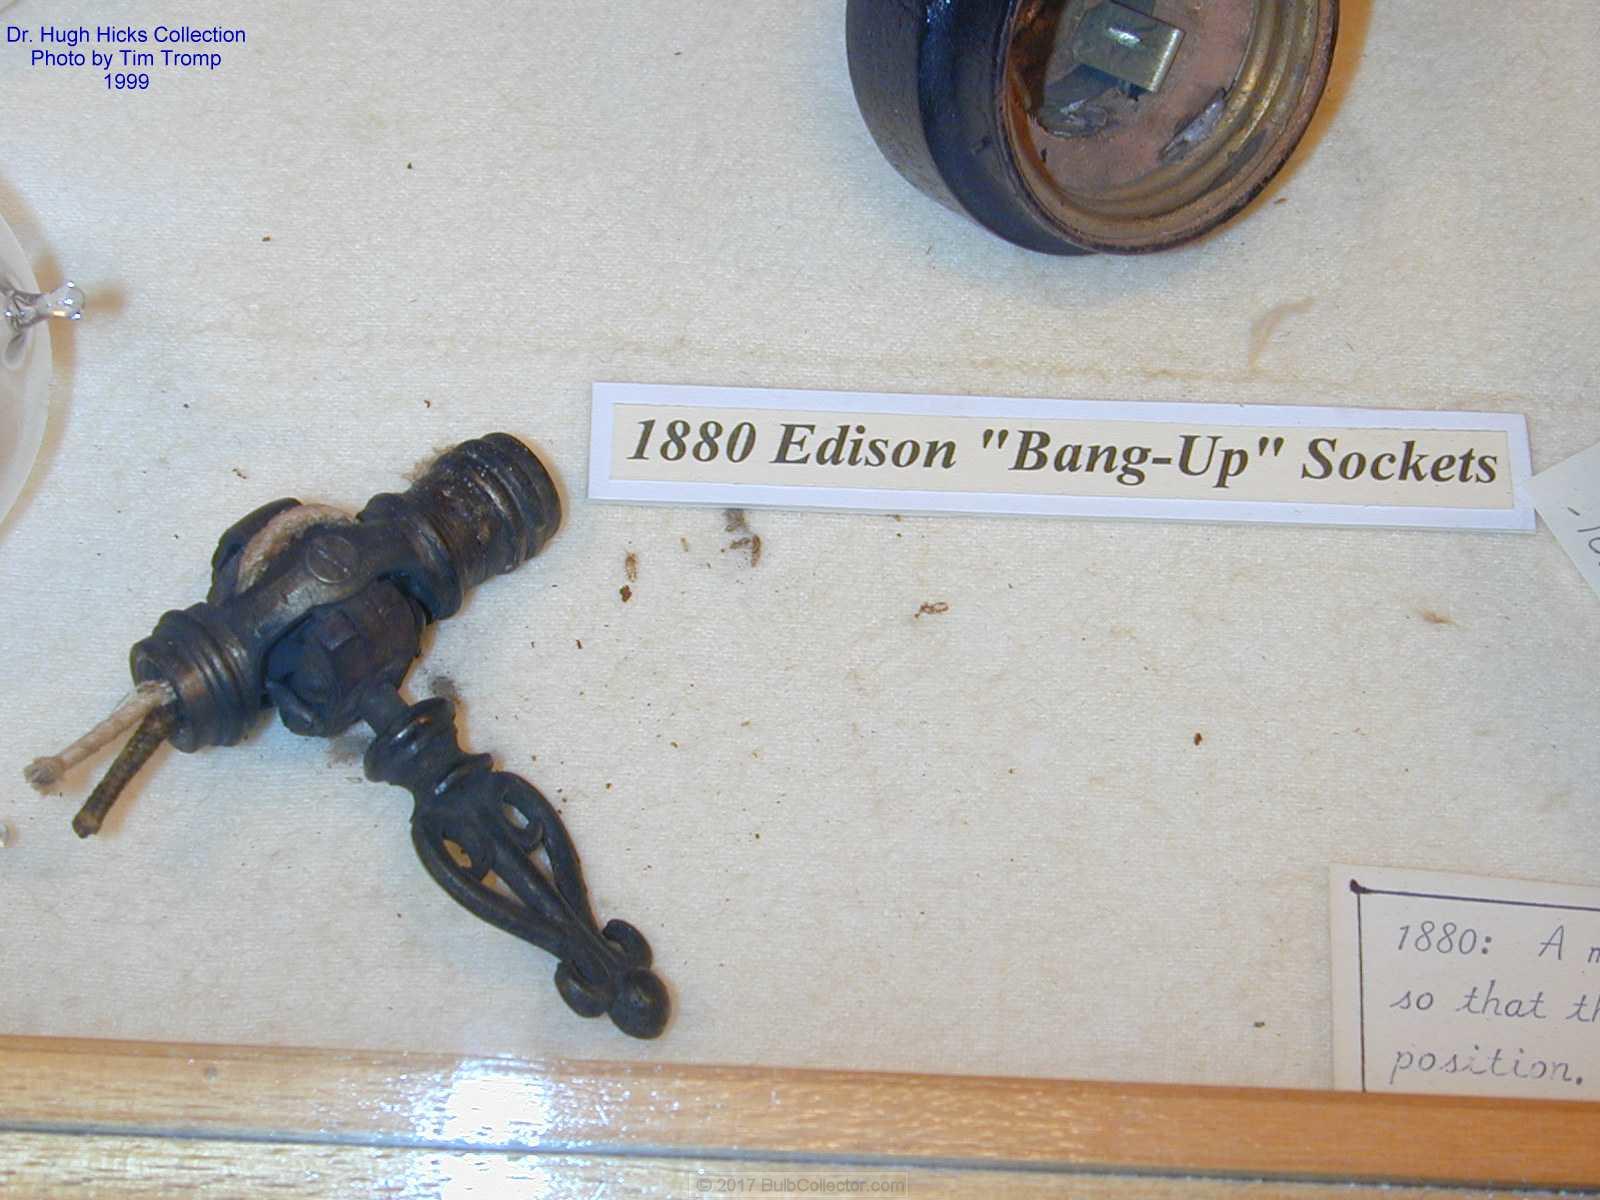 Dr. Hugh Hicks Collection
Photo by Tim Tromp
1999
1880 Edison "Bang-Up" Sockets
1880: A
so that
position.
© 2017 BulbCollector.com